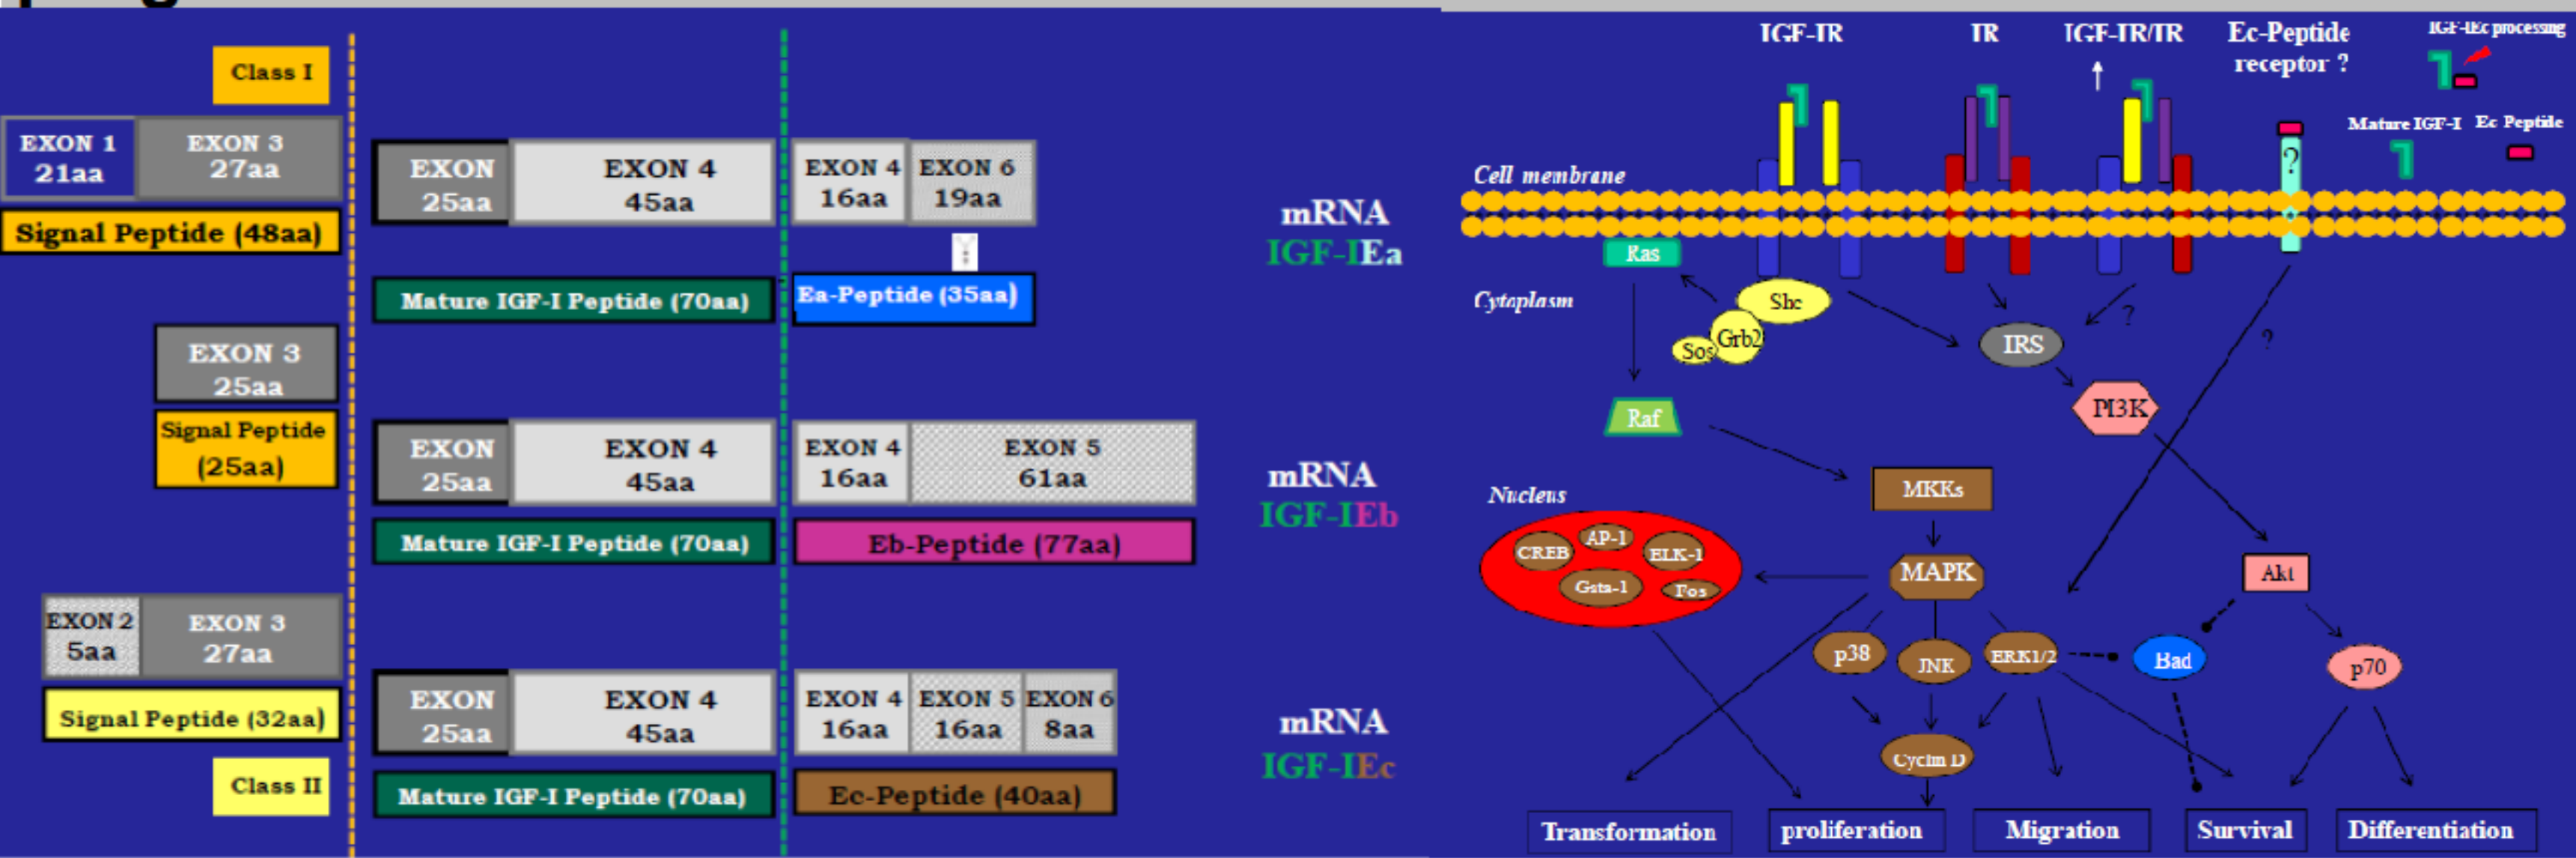 Class I
EXON 1
21aa
EXON 3
27aa
Signal Peptide (48aa)
EXON
25aa
EXON 4
45aa
EXON 4
16aa
EXON 6
19aa
Mature IGF-I Peptide (70aa)
Ea-Peptide (35aa)
mRNA
IGF-IEa
EXON 3
25aa
Signal Peptide
(25aa)
EXON
25aa
EXON 4
45aa
EXON 4
16aa
EXON 5
61aa
Mature IGF-I Peptide (70aa)
Eb-Peptide (77aa)
mRNA
IGF-IEb
EXON 2
5aa
EXON 3
27aa
Signal Peptide (32aa)
Class II
EXON
25aa
EXON 4
45aa
EXON 4
16aa
EXON 5
16aa
EXON 6
8aa
Mature IGF-I Peptide (70aa)
Ec-Peptide (40aa)
mRNA
IGF-IEc
IGF-IR
IR
IGF-IR/IR
Ec-Peptide
receptor ?
IGF-IEc processing
Mature IGF-I
Ec Peptide
?
Cell membrane
Ras
Cytoplasm
Shc
Grb2
Sos
IRS
?
?
PI3K
Raf
MKKs
Nucleus
CREB
AP-1
ELK-1
Gsta-1
Fos
MAPK
Akt
p38
JNK
ERK1/2
Bad
p70
Cyclin D
Transformation
proliferation
Migration
Survival
Differentiation